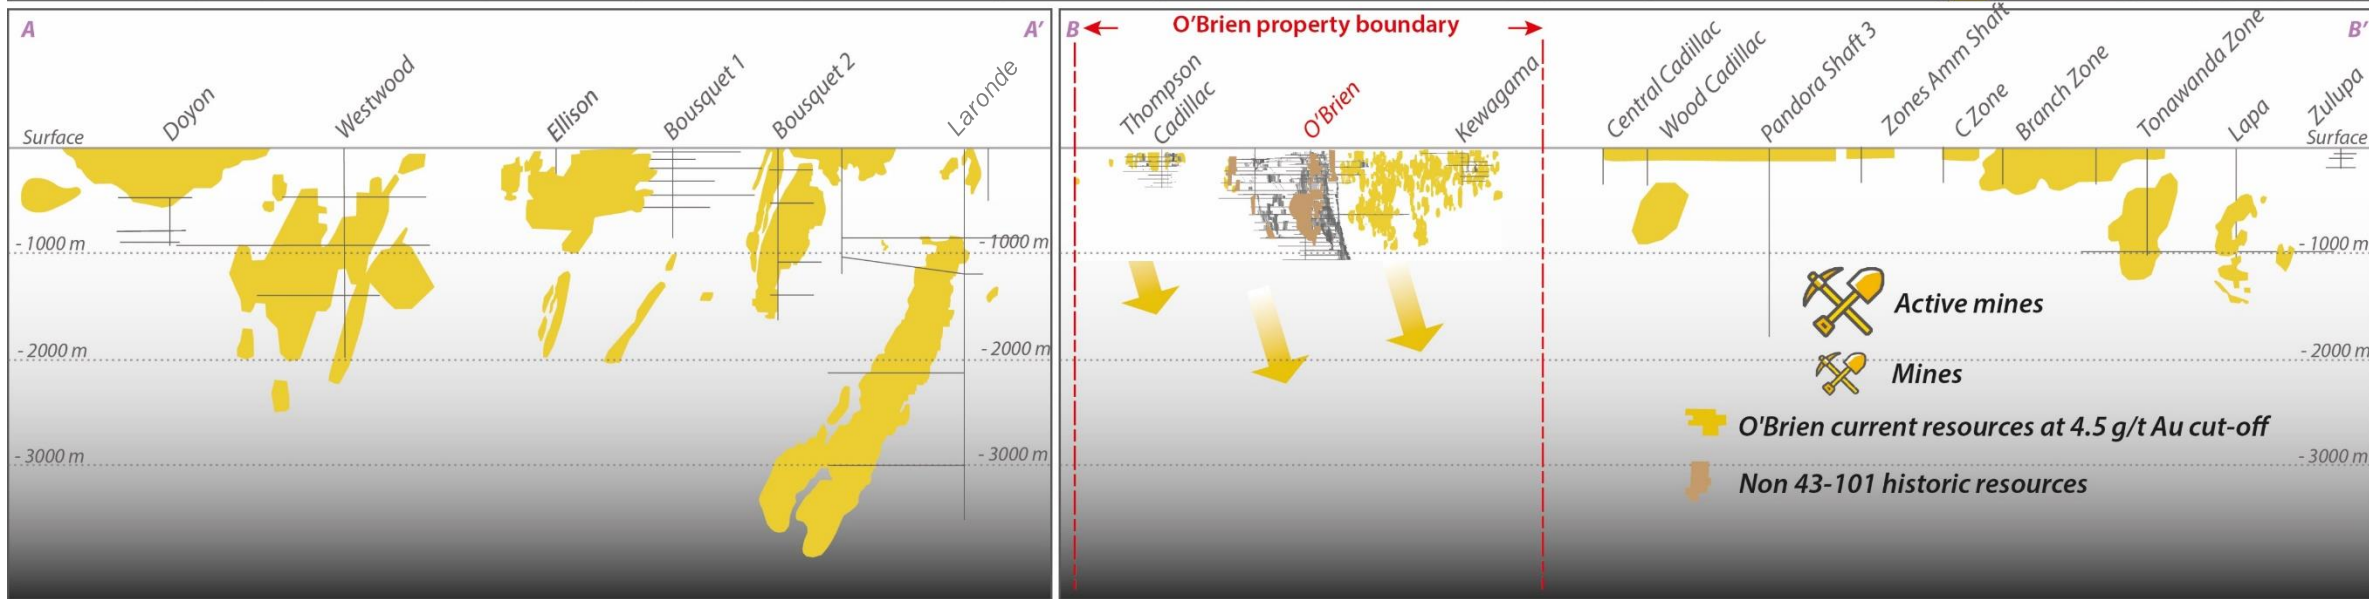 A
A'
Doyon
Westwood
Ellison
Bousquet 1
Bousquet 2
Laronde
Surface
- 1000 m
- 1000 m
- 2000 m
- 2000 m
- 3000 m
- 3000 m
B
O'Brien property boundary
B'
Thompson
Cadillac
O'Brien
Kewagama
Central Cadillac
Wood Cadillac
Pandora Shaft 3
Zones Amm Shaft
C Zone
Branch Zone
Tonawanda Zone
Lapa
Zulupa
Surface
- 1000 m
Active mines
- 2000 m
Mines
O'Brien current resources at 4.5 g/t Au cut-off
- 3000 m
Non 43-101 historic resources